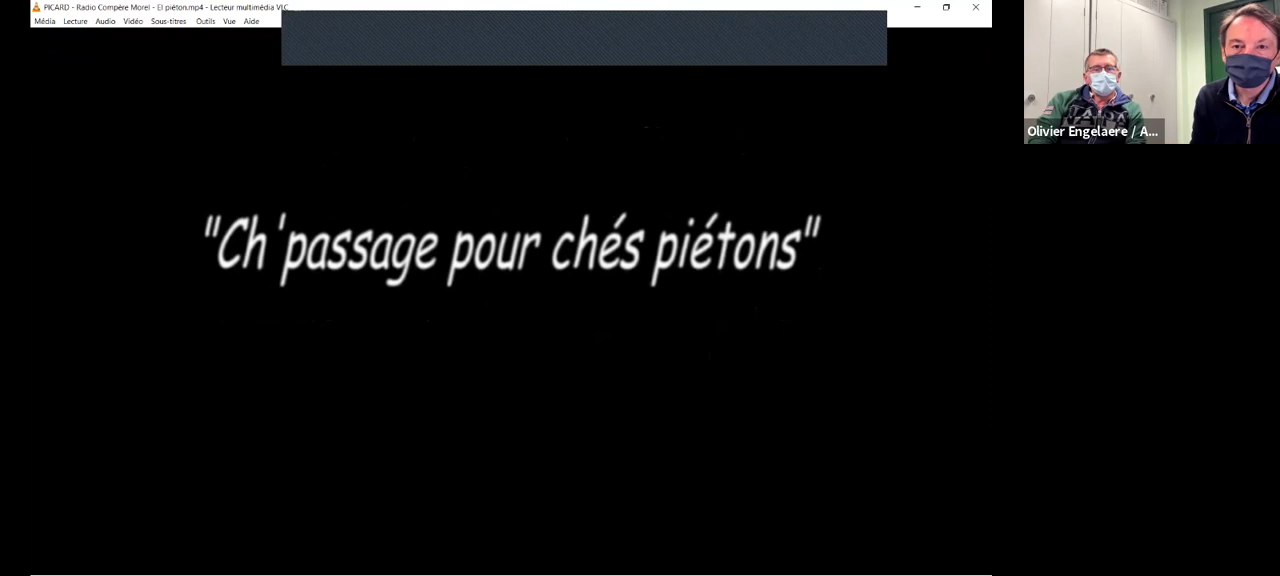 PICARD - Radio Compère Morel - El piéton.mp4 - Lecteur multimédia VLC
Média Lecture Audio Vidéo Sous-titres Outils Vue Aide
"Ch'passage pour chés piétons"
Olivier Engelaere / A...